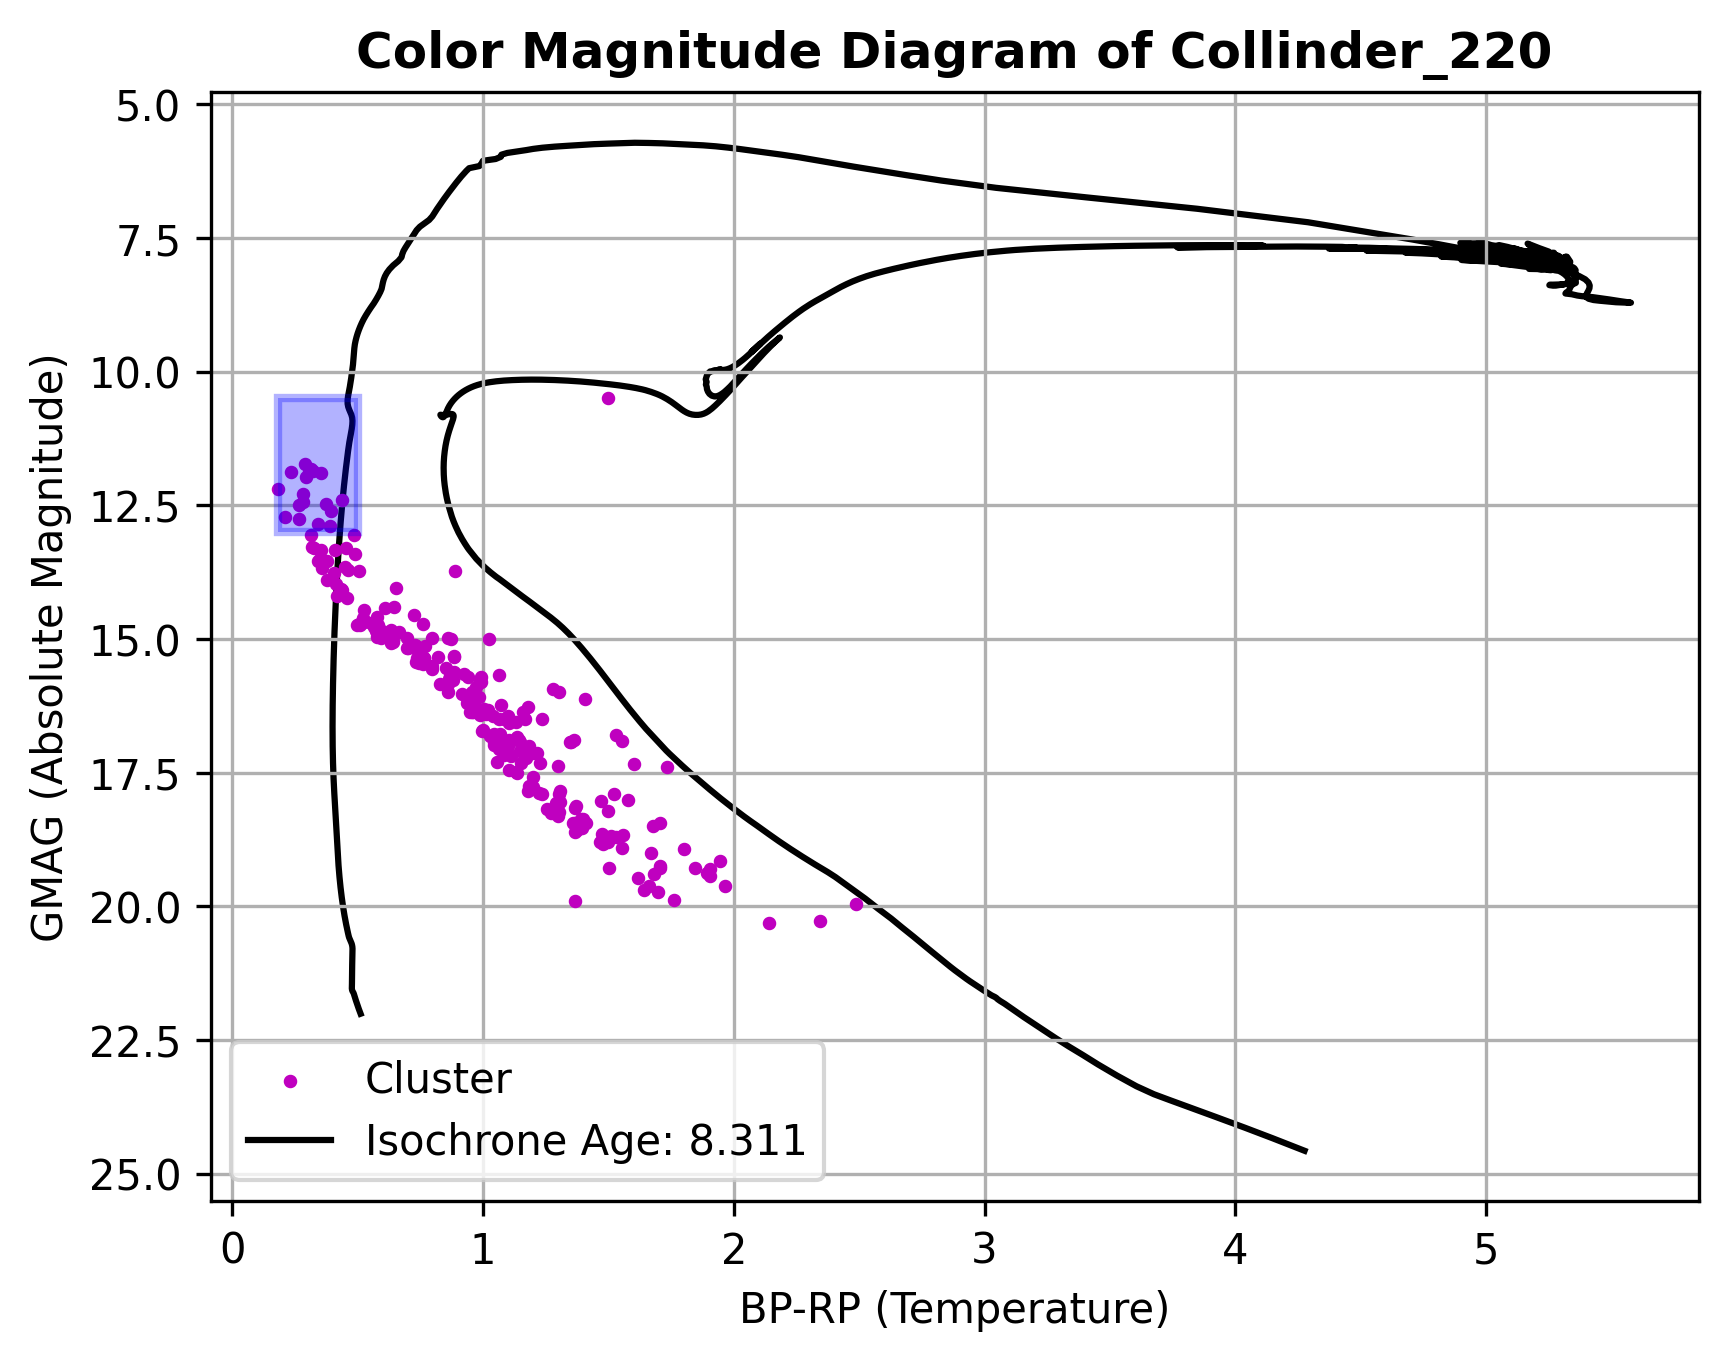 Color Magnitude Diagram of Collinder_220
GMAG (Absolute Magnitude)
5.0
7.5
10.0
12.5
15.0
17.5
20.0
22.5
25.0
Cluster
Isochrone Age: 8.311
0 1 2 3 4 5
BP-RP (Temperature)